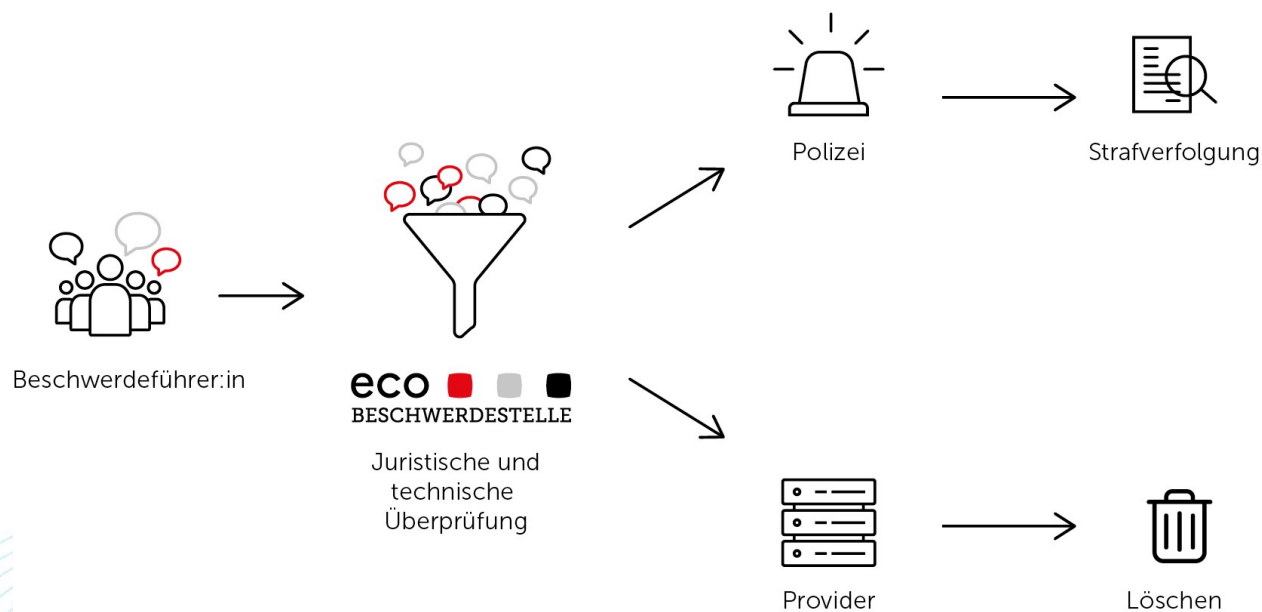 Polizei
Strafverfolgung
Beschwerdeführer:in
eco
BESCHWERDESTELLE
Juristische und
technische
Überprüfung
Provider
Löschen